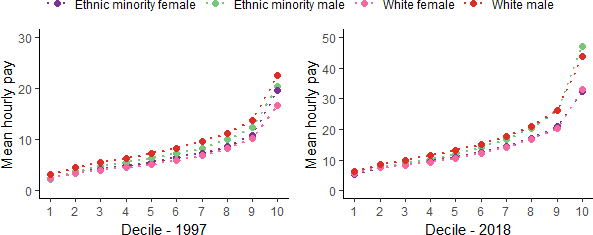 Ethnic minority female Ethnic minority male White female White male
Mean hourly pay
30
20
10
0
1 2 3 4 5 6 7 8 9 10
Decile - 1997
Mean hourly pay
50
40
30
20
10
0
1 2 3 4 5 6 7 8 9 10
Decile - 2018